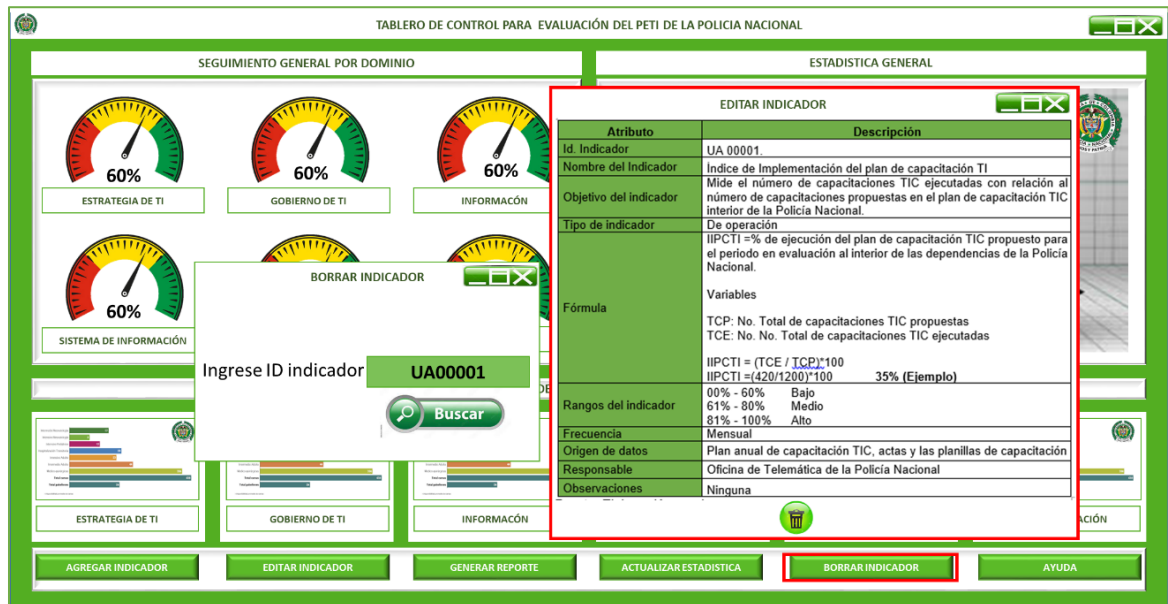 TABLERO DE CONTROL PARA EVALUACIÓN DEL PETI DE LA POLICIA NACIONAL
SEGUIMIENTO GENERAL POR DOMINIO
ESTADISTICA GENERAL
60%
60%
60%
ESTRATEGIA DE TI
GOBIERNO DE TI
INFORMACÓN
60%
SISTEMA DE INFORMACIÓN
BORRAR INDICADOR
Ingrese ID indicador
UA00001
Buscar
EDITAR INDICADOR
Atributo Descripción
Id. Indicador UA 00001.
Nombre del Indicador Índice de Implementación del plan de capacitación TI
Objetivo del indicador
Mide el número de capacitaciones TIC ejecutadas con relación al
número de capacitaciones propuestas en el plan de capacitación TIC
interior de la Policía Nacional.
Tipo de indicador De operación
Fórmula
IIPCTI =% de ejecución del plan de capacitación TIC propuesto para
el periodo en evaluación al interior de las dependencias de la Policía
Nacional.
Variables
TCP: No. Total de capacitaciones TIC propuestas
TCE: No. No. Total de capacitaciones TIC ejecutadas
IIPCTI = (TCE / TCP)*100
IIPCTI =(420/1200)*100 35% (Ejemplo)
Rangos del indicador
00% - 60% Bajo
61% - 80% Medio
81% - 100% Alto
Frecuencia Mensual
Origen de datos Plan anual de capacitación TIC, actas y las planillas de capacitación
Responsable Oficina de Telemática de la Policía Nacional
Observaciones Ninguna
DE
ESTRATEGIA DE TI
GOBIERNO DE TI
INFORMACÓN
ACIÓN
AGREGAR INDICADOR
EDITAR INDICADOR
GENERAR REPORTE
ACTUALIZAR ESTADISTICA
BORRAR INDICADOR
AYUDA